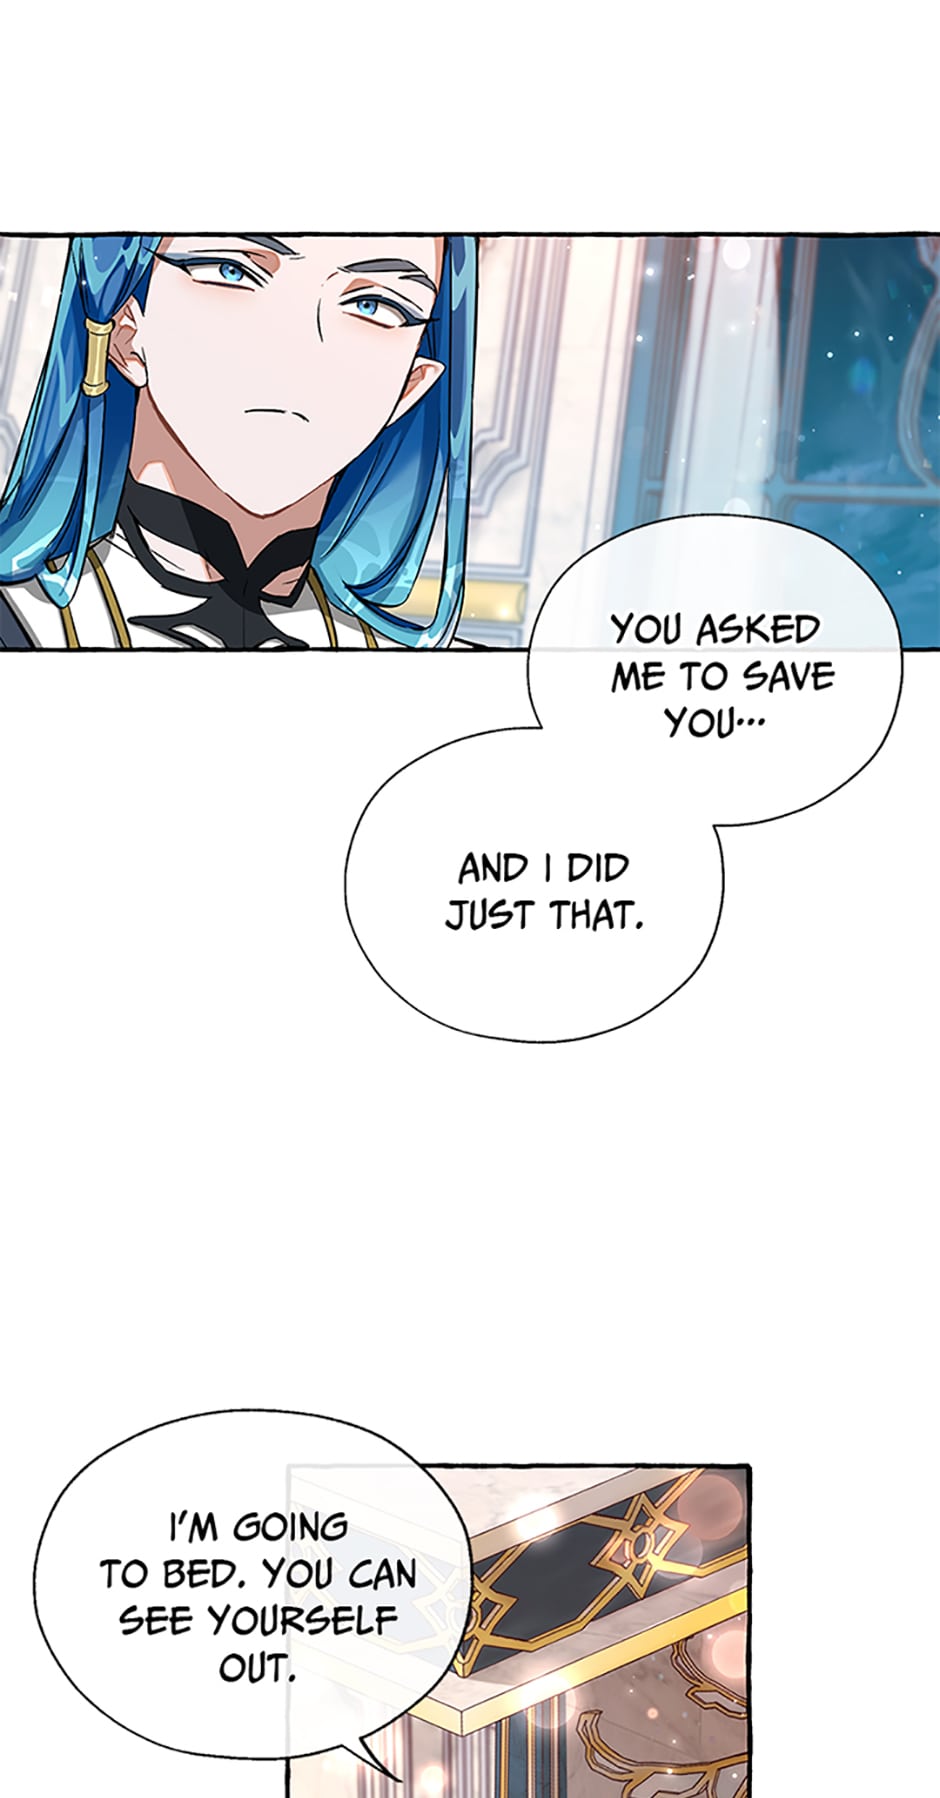 YOU ASKED
ME TO SAVE
YOU...
AND I DID
JUST THAT.
I'M GOING
TO BED. YOU CAN
SEE YOURSELF
OUT.